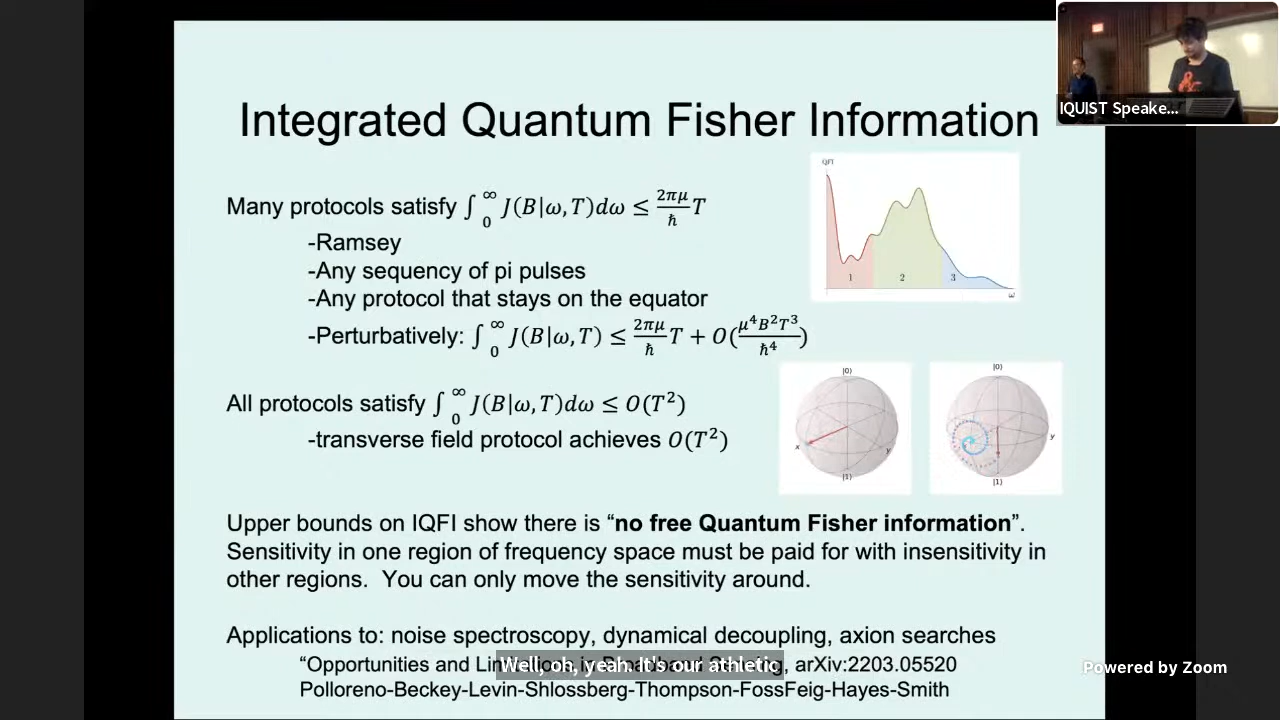 Integrated Quantum Fisher Information
IQUIST Speake...
Many protocols satisfy ∫₀^∞ J(B|ω,T)dω ≤ 2πμ/ħ T
-Ramsey
-Any sequence of pi pulses
-Any protocol that stays on the equator
-Perturbatively: ∫₀^∞ J(B|ω,T) ≤ 2πμ/ħ T + O(μ⁴B²T³/ħ⁴)
QFI
1 2 3
ω
All protocols satisfy ∫₀^∞ J(B|ω,T)dω ≤ O(T²)
-transverse field protocol achieves O(T²)
|0⟩ |0⟩
x y y
|1⟩ |1⟩
Upper bounds on IQFI show there is “no free Quantum Fisher information”.
Sensitivity in one region of frequency space must be paid for with insensitivity in
other regions. You can only move the sensitivity around.
Applications to: noise spectroscopy, dynamical decoupling, axion searches
“Opportunities and Lim
, arXiv:2203.05520
Well, oh, yeah. It's our athletic
Polloreno-Beckey-Levin-Shlossberg-Thompson-FossFeig-Hayes-Smith
Powered by Zoom